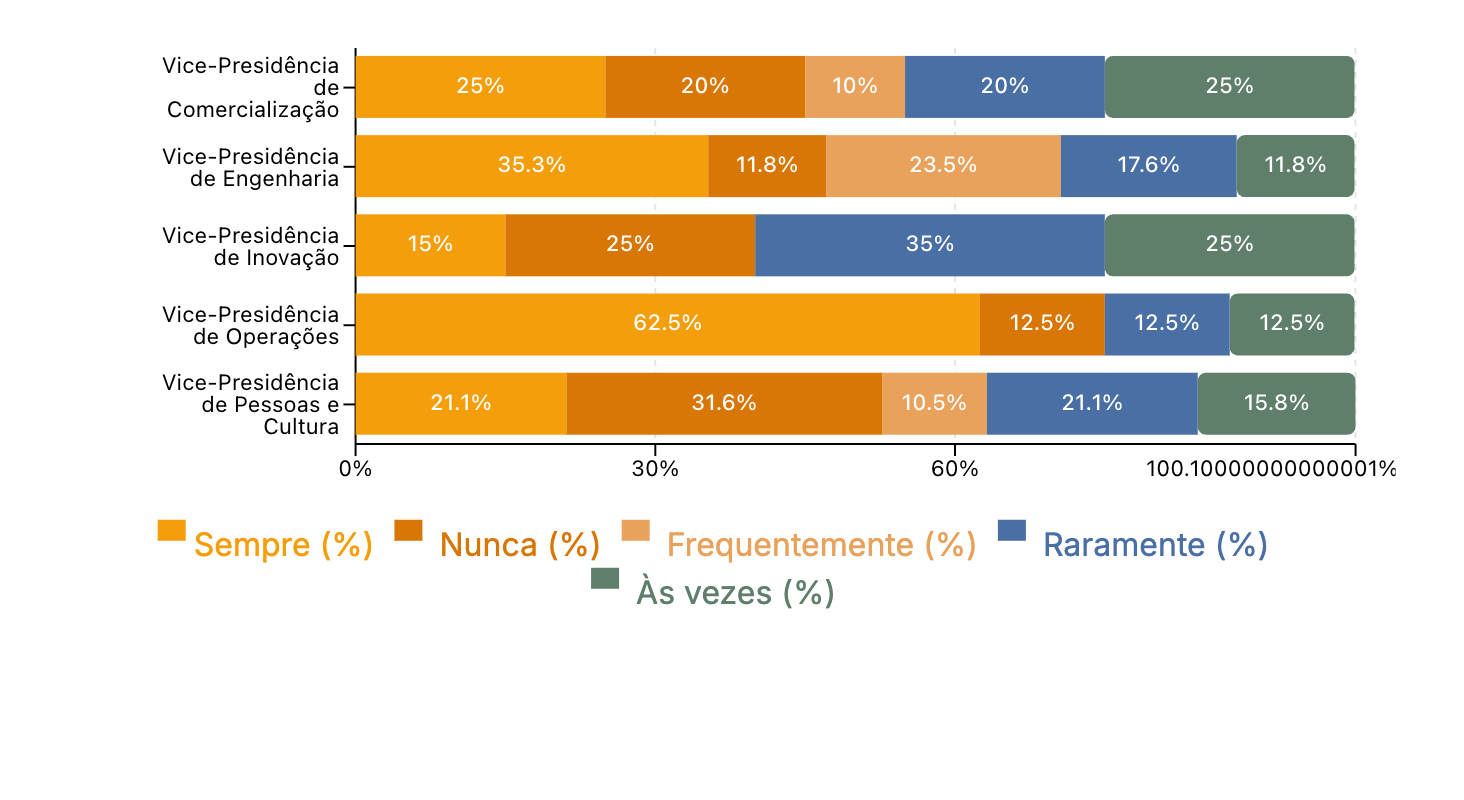 Vice-Presidência
de
Comercialização
25%
20%
10%
20%
25%
Vice-Presidência
de Engenharia
35.3%
11.8%
23.5%
17.6%
11.8%
Vice-Presidência
de Inovação
15%
25%
35%
25%
Vice-Presidência
de Operações
62.5%
12.5%
12.5%
12.5%
Vice-Presidência
de Pessoas e
Cultura
21.1%
31.6%
10.5%
21.1%
15.8%
0%
30%
60%
100.10000000000001%
Sempre (%)
Nunca (%)
Frequentemente (%)
Raramente (%)
Às vezes (%)